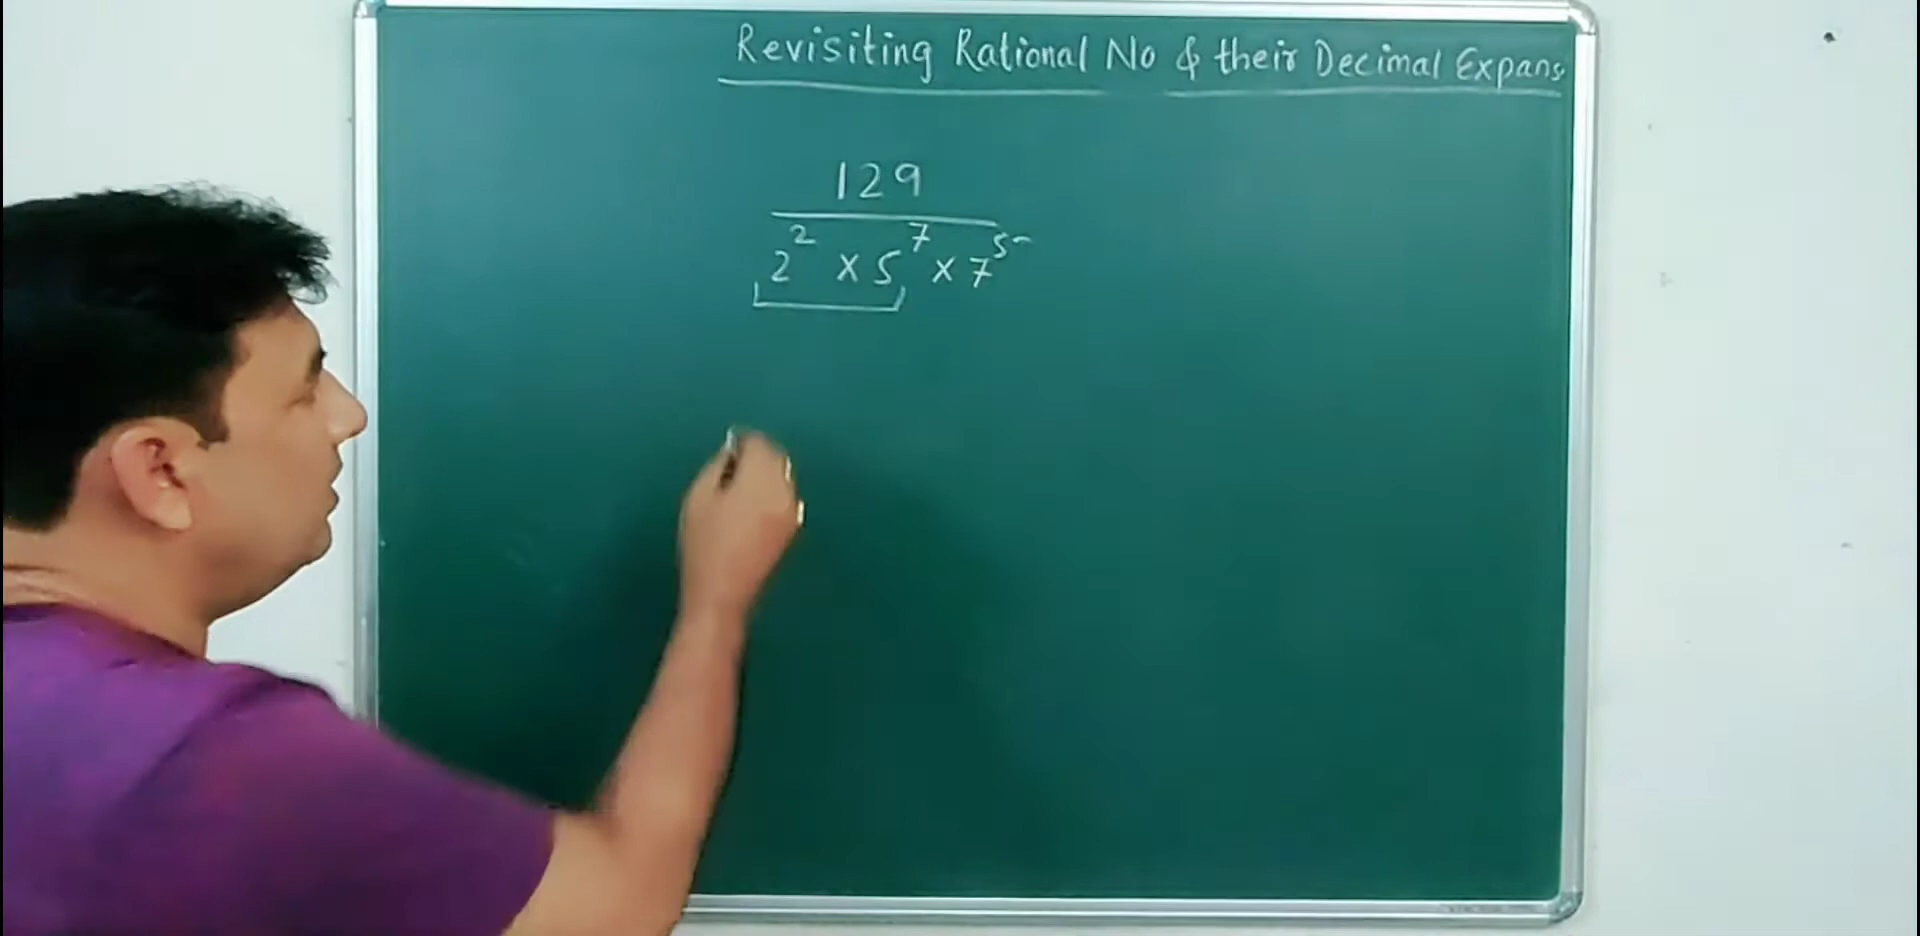 Revisiting Rational No & their Decimal Expans
129
2² × 5⁷ × 7⁵